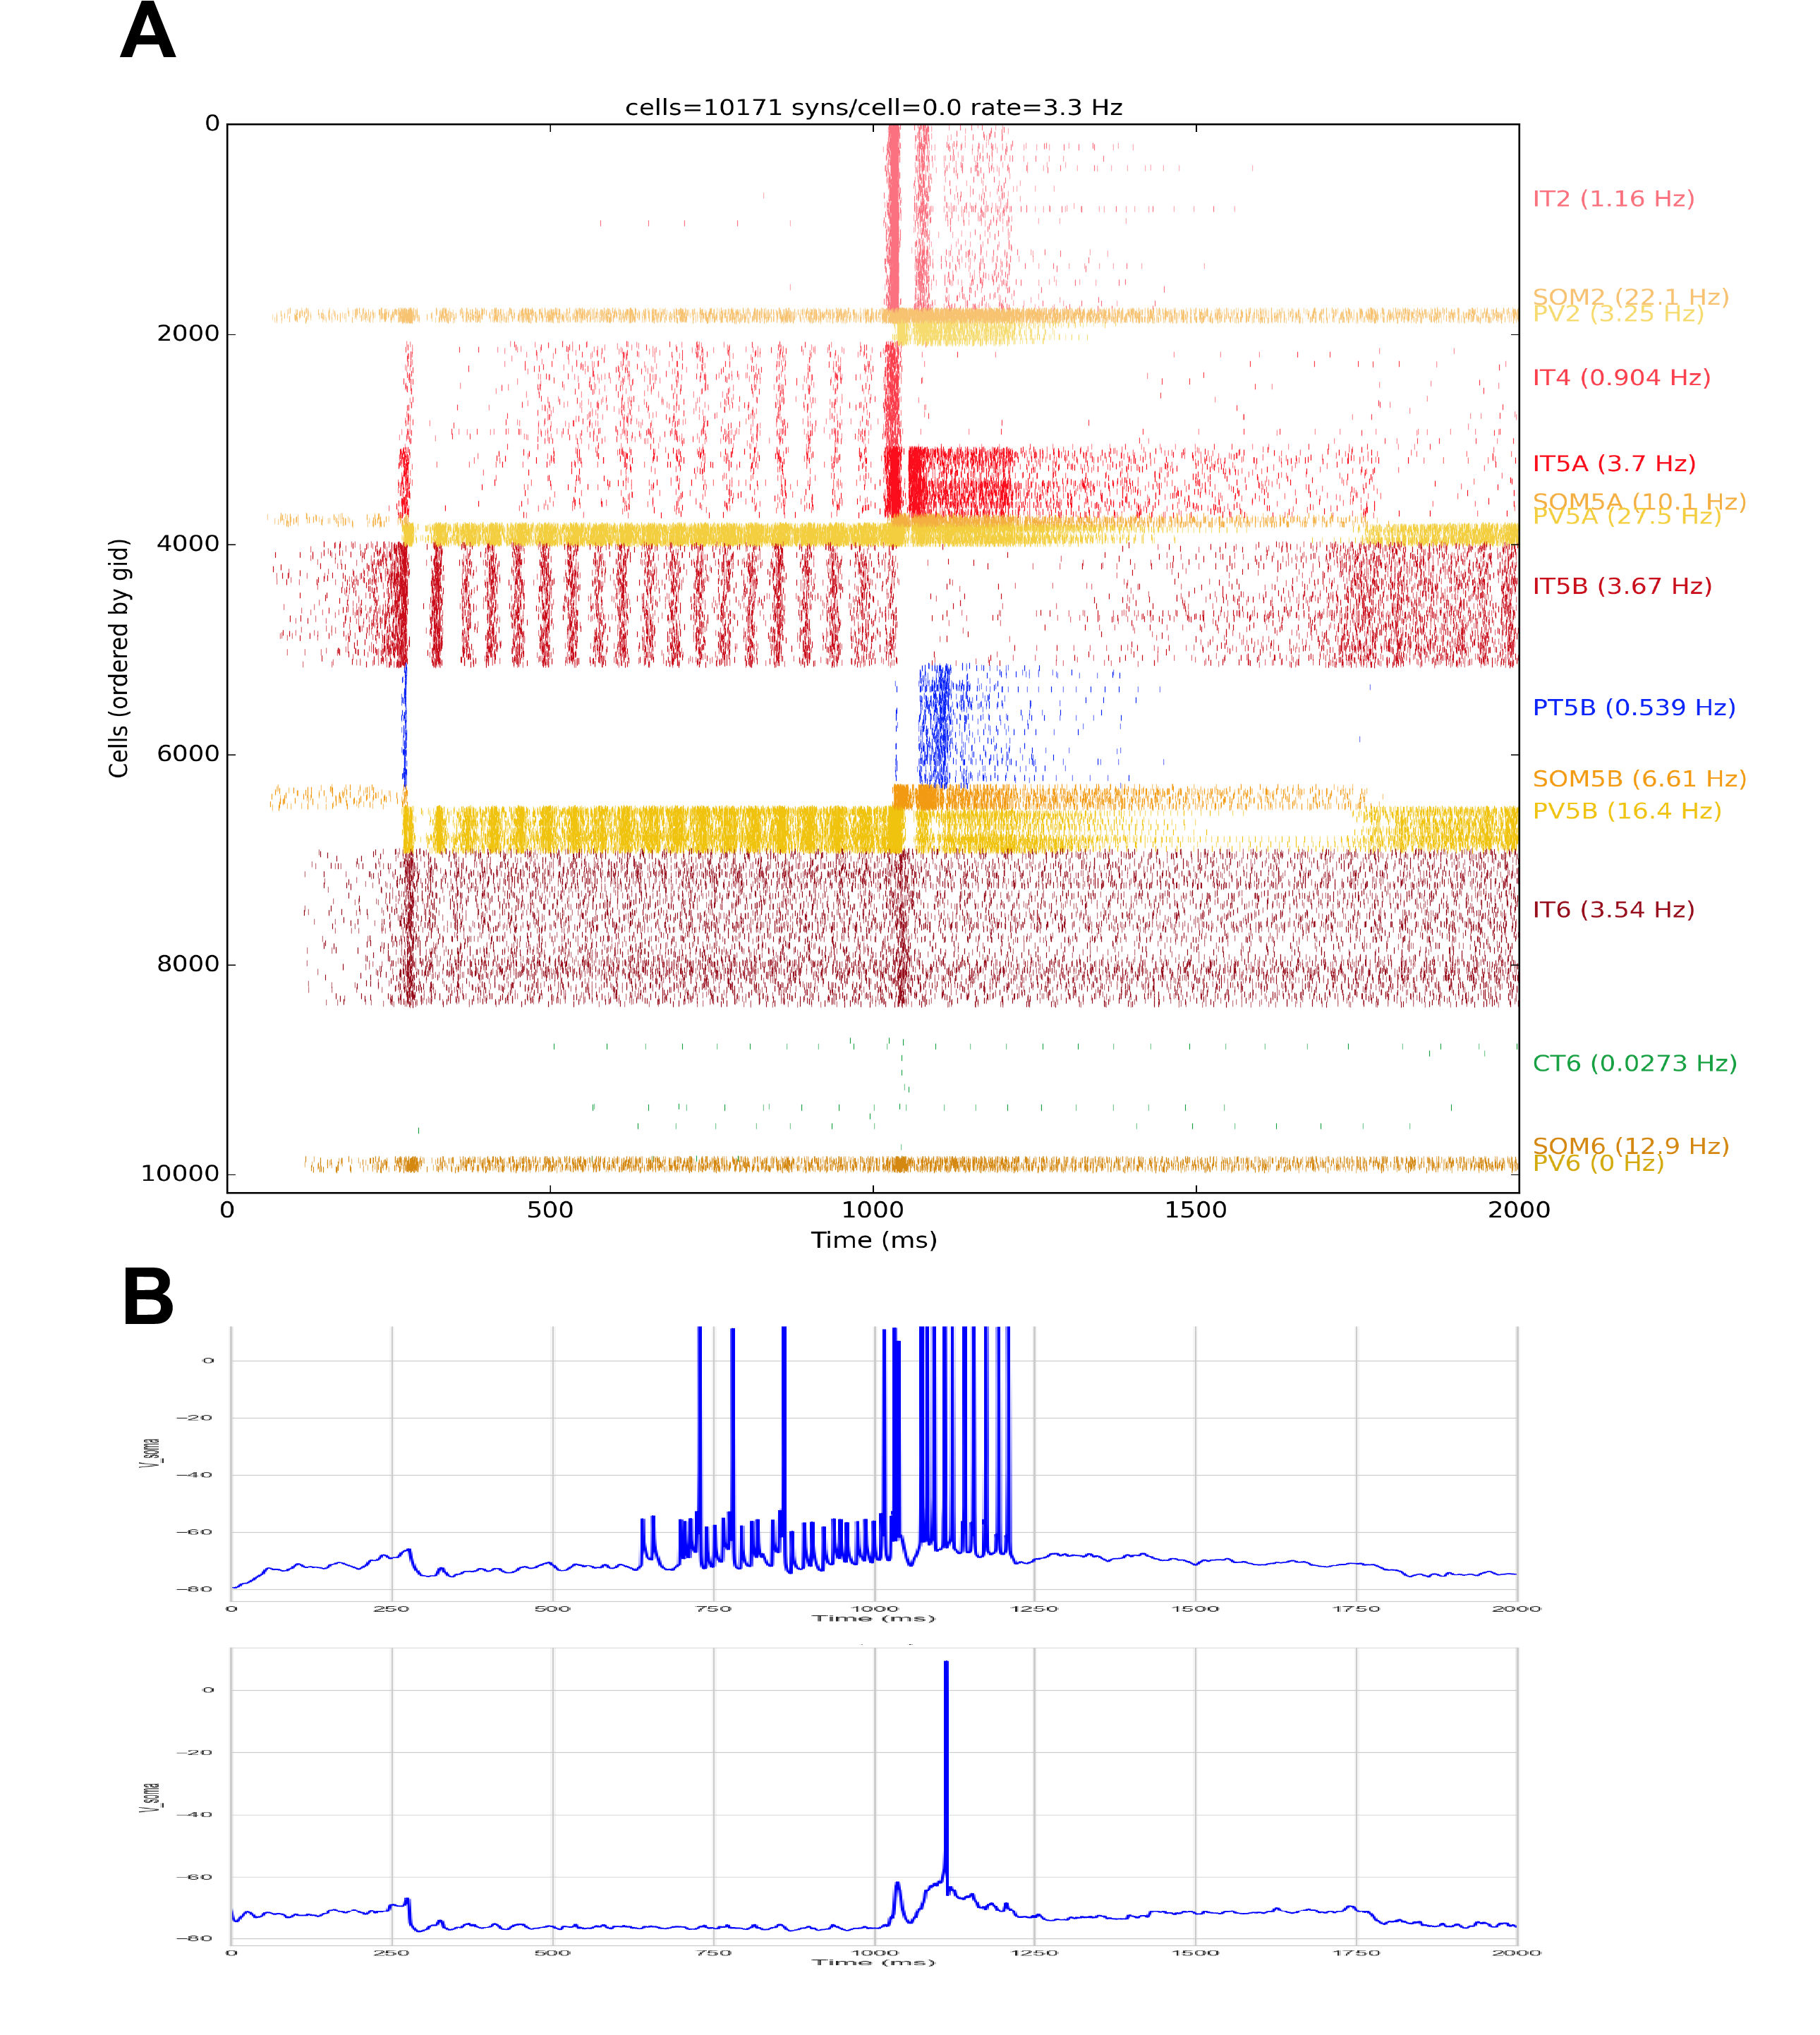 A
cells=10171 syns/cell=0.0 rate=3.3 Hz
0
2000
4000
6000
8000
10000
Cells (ordered by gid)
IT2 (1.16 Hz)
SOM2 (22.1 Hz)
PV2 (3.25 Hz)
IT4 (0.904 Hz)
IT5A (3.7 Hz)
SOM5A (10.1 Hz)
PV5A (27.5 Hz)
IT5B (3.67 Hz)
PT5B (0.539 Hz)
SOM5B (6.61 Hz)
PV5B (16.4 Hz)
IT6 (3.54 Hz)
CT6 (0.0273 Hz)
SOM6 (12.9 Hz)
PV6 (0 Hz)
0 500 1000 1500 2000
Time (ms)
B
0
−20
−40
−60
−80
V_soma
0 250 500 750 1000 1250 1500 1750 2000
Time (ms)
0
−20
−40
−60
−80
V_soma
0 250 500 750 1000 1250 1500 1750 2000
Time (ms)